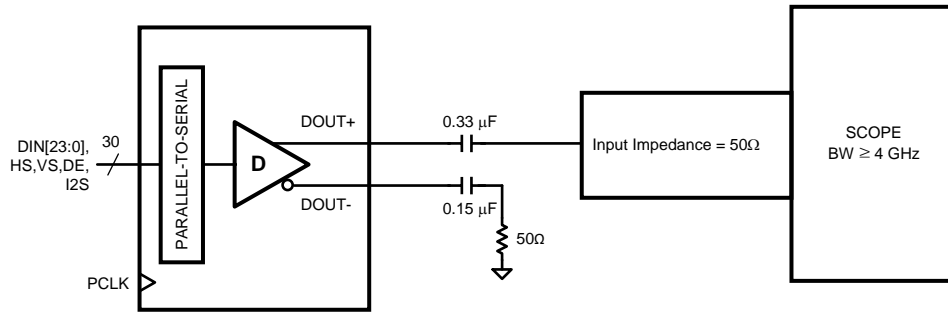 DIN[23:0],
HS,VS,DE,
I2S
30
PARALLEL-TO-SERIAL
D
DOUT+
DOUT-
PCLK
0.33 µF
0.15 µF
50Ω
Input Impedance = 50Ω
SCOPE
BW ≥ 4 GHz